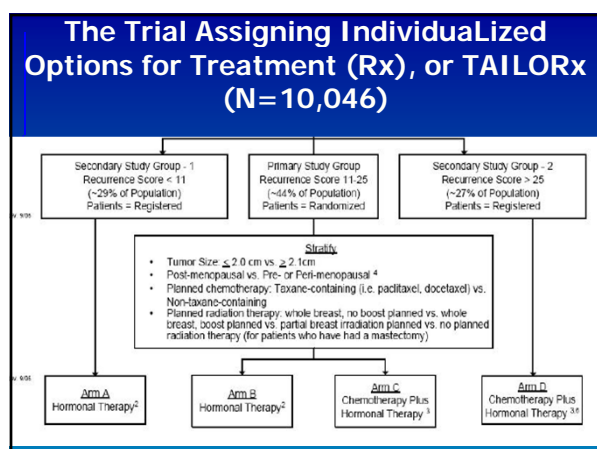 The Trial Assigning IndividuaLized
Options for Treatment (Rx), or TAILORx
(N=10,046)
Secondary Study Group - 1
Recurrence Score < 11
(~29% of Population)
Patients = Registered
Primary Study Group
Recurrence Score 11-25
(~44% of Population)
Patients = Randomized
Secondary Study Group - 2
Recurrence Score > 25
(~27% of Population)
Patients = Registered
Stratify
• Tumor Size: ≤ 2.0 cm vs. ≥ 2.1cm
• Post-menopausal vs. Pre- or Peri-menopausal 4
• Planned chemotherapy: Taxane-containing (i.e. paclitaxel, docetaxel) vs.
Non-taxane-containing
• Planned radiation therapy: whole breast, no boost planned vs. whole
breast, boost planned vs. partial breast irradiation planned vs. no planned
radiation therapy (for patients who have had a mastectomy)
Arm A
Hormonal Therapy2
Arm B
Hormonal Therapy2
Arm C
Chemotherapy Plus
Hormonal Therapy 3
Arm D
Chemotherapy Plus
Hormonal Therapy